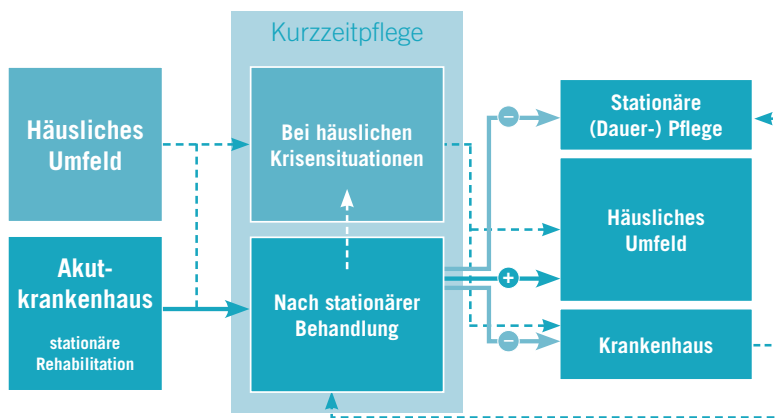 Kurzzeitpflege
Häusliches
Umfeld
Akut-
krankenhaus
stationäre
Rehabilitation
Bei häuslichen
Krisensituationen
Nach stationärer
Behandlung
−
+
−
Stationäre
(Dauer-) Pflege
Häusliches
Umfeld
Krankenhaus